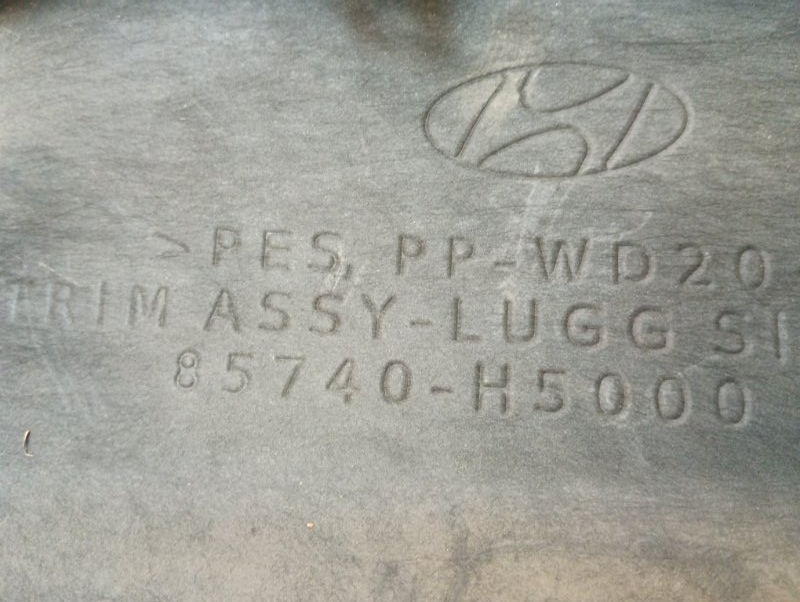 >PES, PP-WD20
TRIM ASSY-LUGG SI
85740-H5000